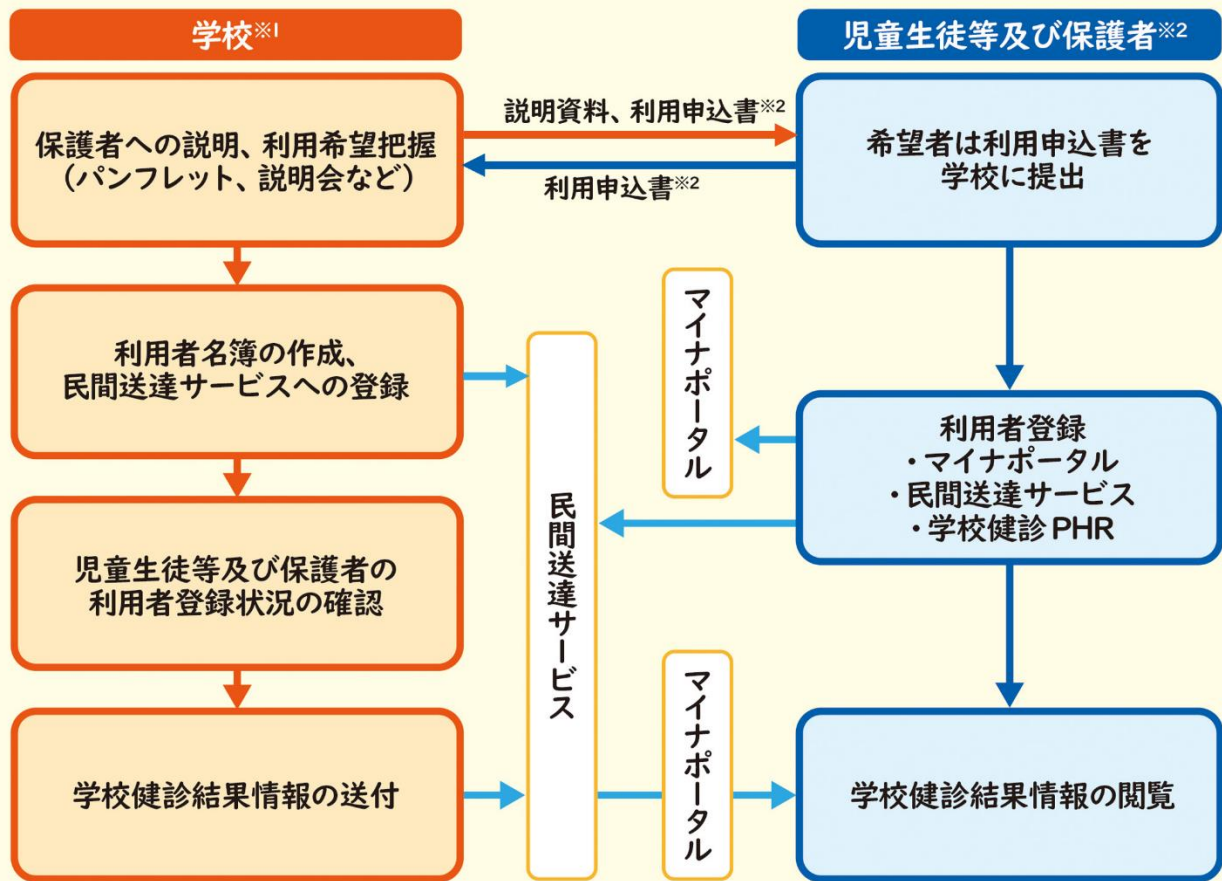 学校※1
児童生徒等及び保護者※2
保護者への説明、利用希望把握
(パンフレット、説明会など)
説明資料、利用申込書※2
利用申込書※2
希望者は利用申込書を
学校に提出
利用者名簿の作成、
民間送達サービスへの登録
マイナポータル
利用者登録
・マイナポータル
・民間送達サービス
・学校健診PHR
民間送達サービス
児童生徒等及び保護者の
利用者登録状況の確認
学校健診結果情報の送付
マイナポータル
学校健診結果情報の閲覧